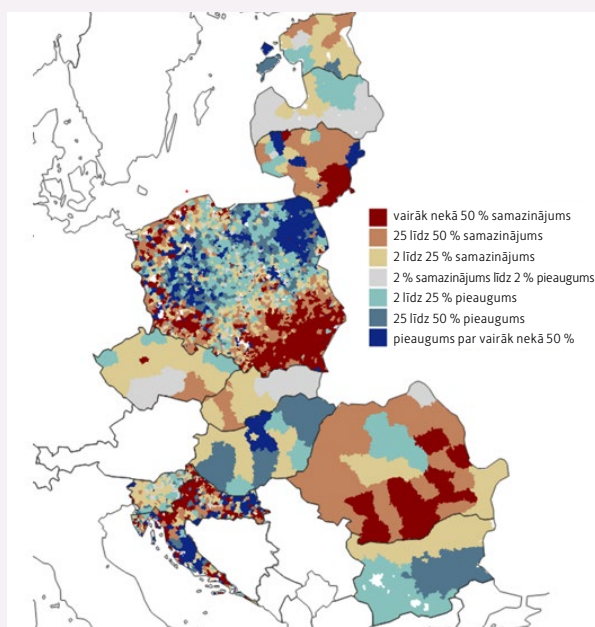 vairāk nekā 50 % samazinājums
25 līdz 50 % samazinājums
2 līdz 25 % samazinājums
2 % samazinājums līdz 2 % pieaugums
2 līdz 25 % pieaugums
25 līdz 50 % pieaugums
pieaugums par vairāk nekā 50 %